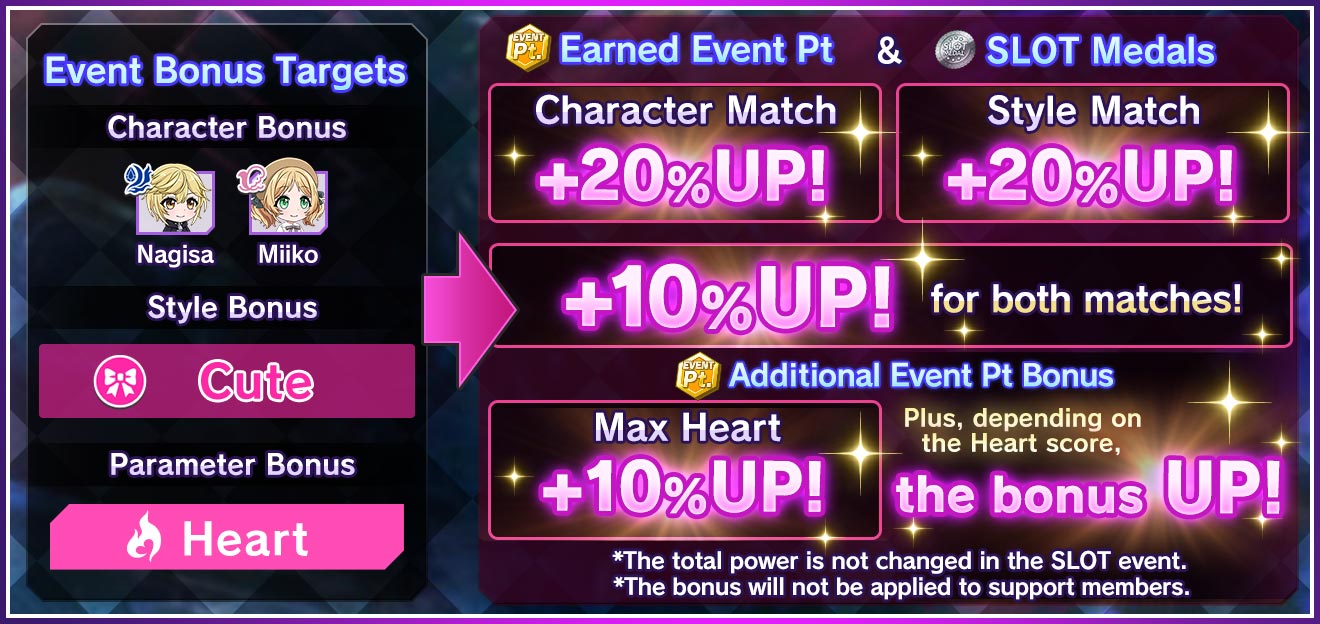 Event Bonus Targets
Character Bonus
Nagisa
Miiko
Style Bonus
Cute
Parameter Bonus
Heart
EVENT Pt. Earned Event Pt & SLOT MEDAL SLOT Medals
Character Match
+20%UP!
Style Match
+20%UP!
+10%UP! for both matches!
EVENT Pt. Additional Event Pt Bonus
Max Heart
+10%UP!
Plus, depending on
the Heart score,
the bonus UP!
*The total power is not changed in the SLOT event.
*The bonus will not be applied to support members.